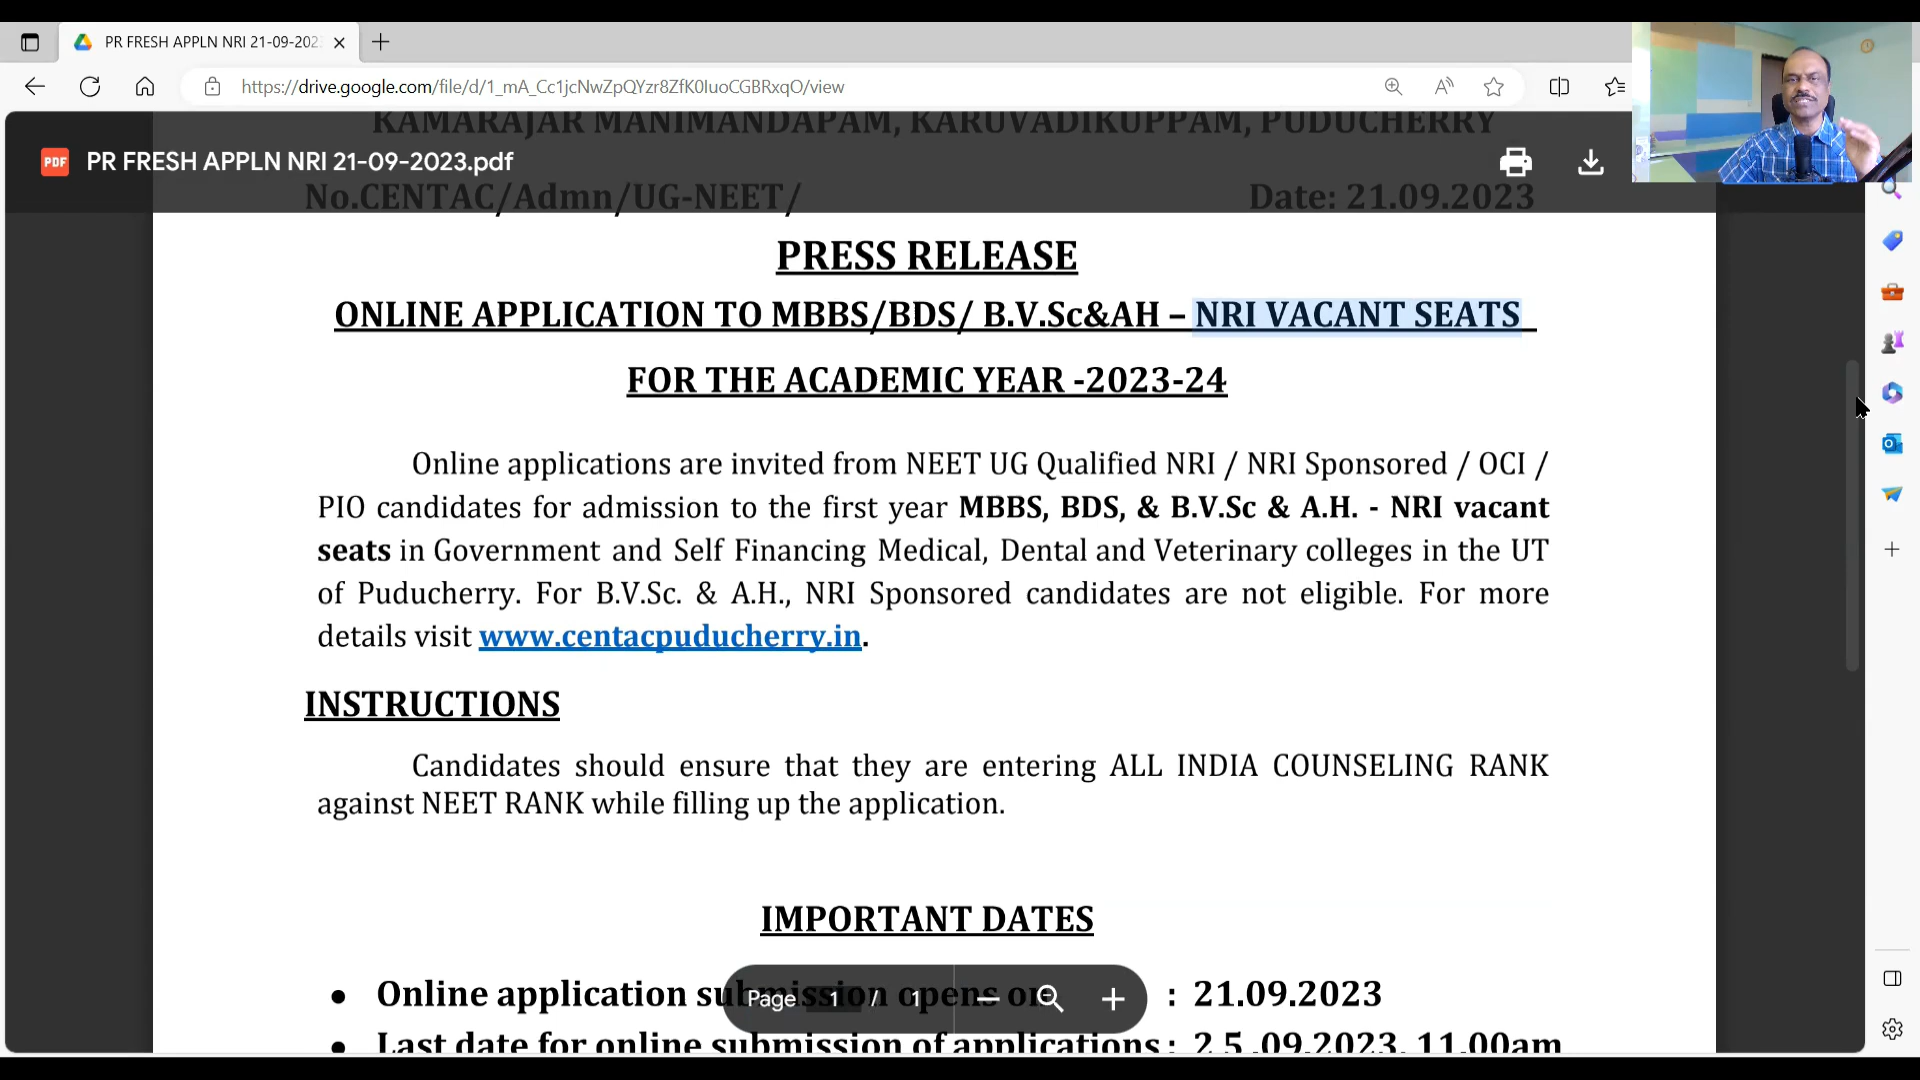 PR FRESH APPLN NRI 21-09-202
https://drive.google.com/file/d/1_mA_Cc1jcNwZpQYzr8ZfK0IuoCGBRxqO/view
KAMARAJAR MANIMANDAPAM, KARUVADIKUPPAM, PUDUCHERRY
PDF PR FRESH APPLN NRI 21-09-2023.pdf
No.CENTAC/Admn/UG-NEET/ Date: 21.09.2023
PRESS RELEASE
ONLINE APPLICATION TO MBBS/BDS/ B.V.Sc&AH – NRI VACANT SEATS
FOR THE ACADEMIC YEAR -2023-24
Online applications are invited from NEET UG Qualified NRI / NRI Sponsored / OCI /
PIO candidates for admission to the first year MBBS, BDS, & B.V.Sc & A.H. - NRI vacant
seats in Government and Self Financing Medical, Dental and Veterinary colleges in the UT
of Puducherry. For B.V.Sc. & A.H., NRI Sponsored candidates are not eligible. For more
details visit www.centacpuducherry.in.
INSTRUCTIONS
Candidates should ensure that they are entering ALL INDIA COUNSELING RANK
against NEET RANK while filling up the application.
IMPORTANT DATES
• Online application submission opens on : 21.09.2023
Page 1 / 1
• Last date for online submission of applications : 2 5 .09.2023, 11.00am